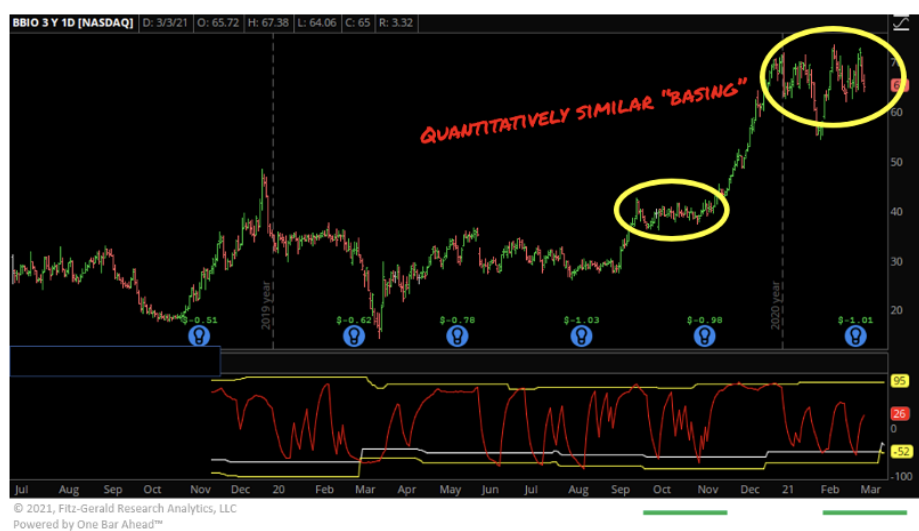 BBIO 3 Y 1D [NASDAQ] D: 3/3/21 O: 65.72 H: 67.38 L: 64.06 C: 65 R: 3.32
QUANTITATIVELY SIMILAR "BASING"
60
50
40
30
20
2019 year
2020 year
$-0.51 $-0.62 $-0.78 $-1.03 $-0.98 $-1.01
95
26
0
-52
-100
Jul Aug Sep Oct Nov Dec 20 Feb Mar Apr May Jun Jul Aug Sep Oct Nov Dec 21 Feb Mar
© 2021, Fitz-Gerald Research Analytics, LLC
Powered by One Bar Ahead™